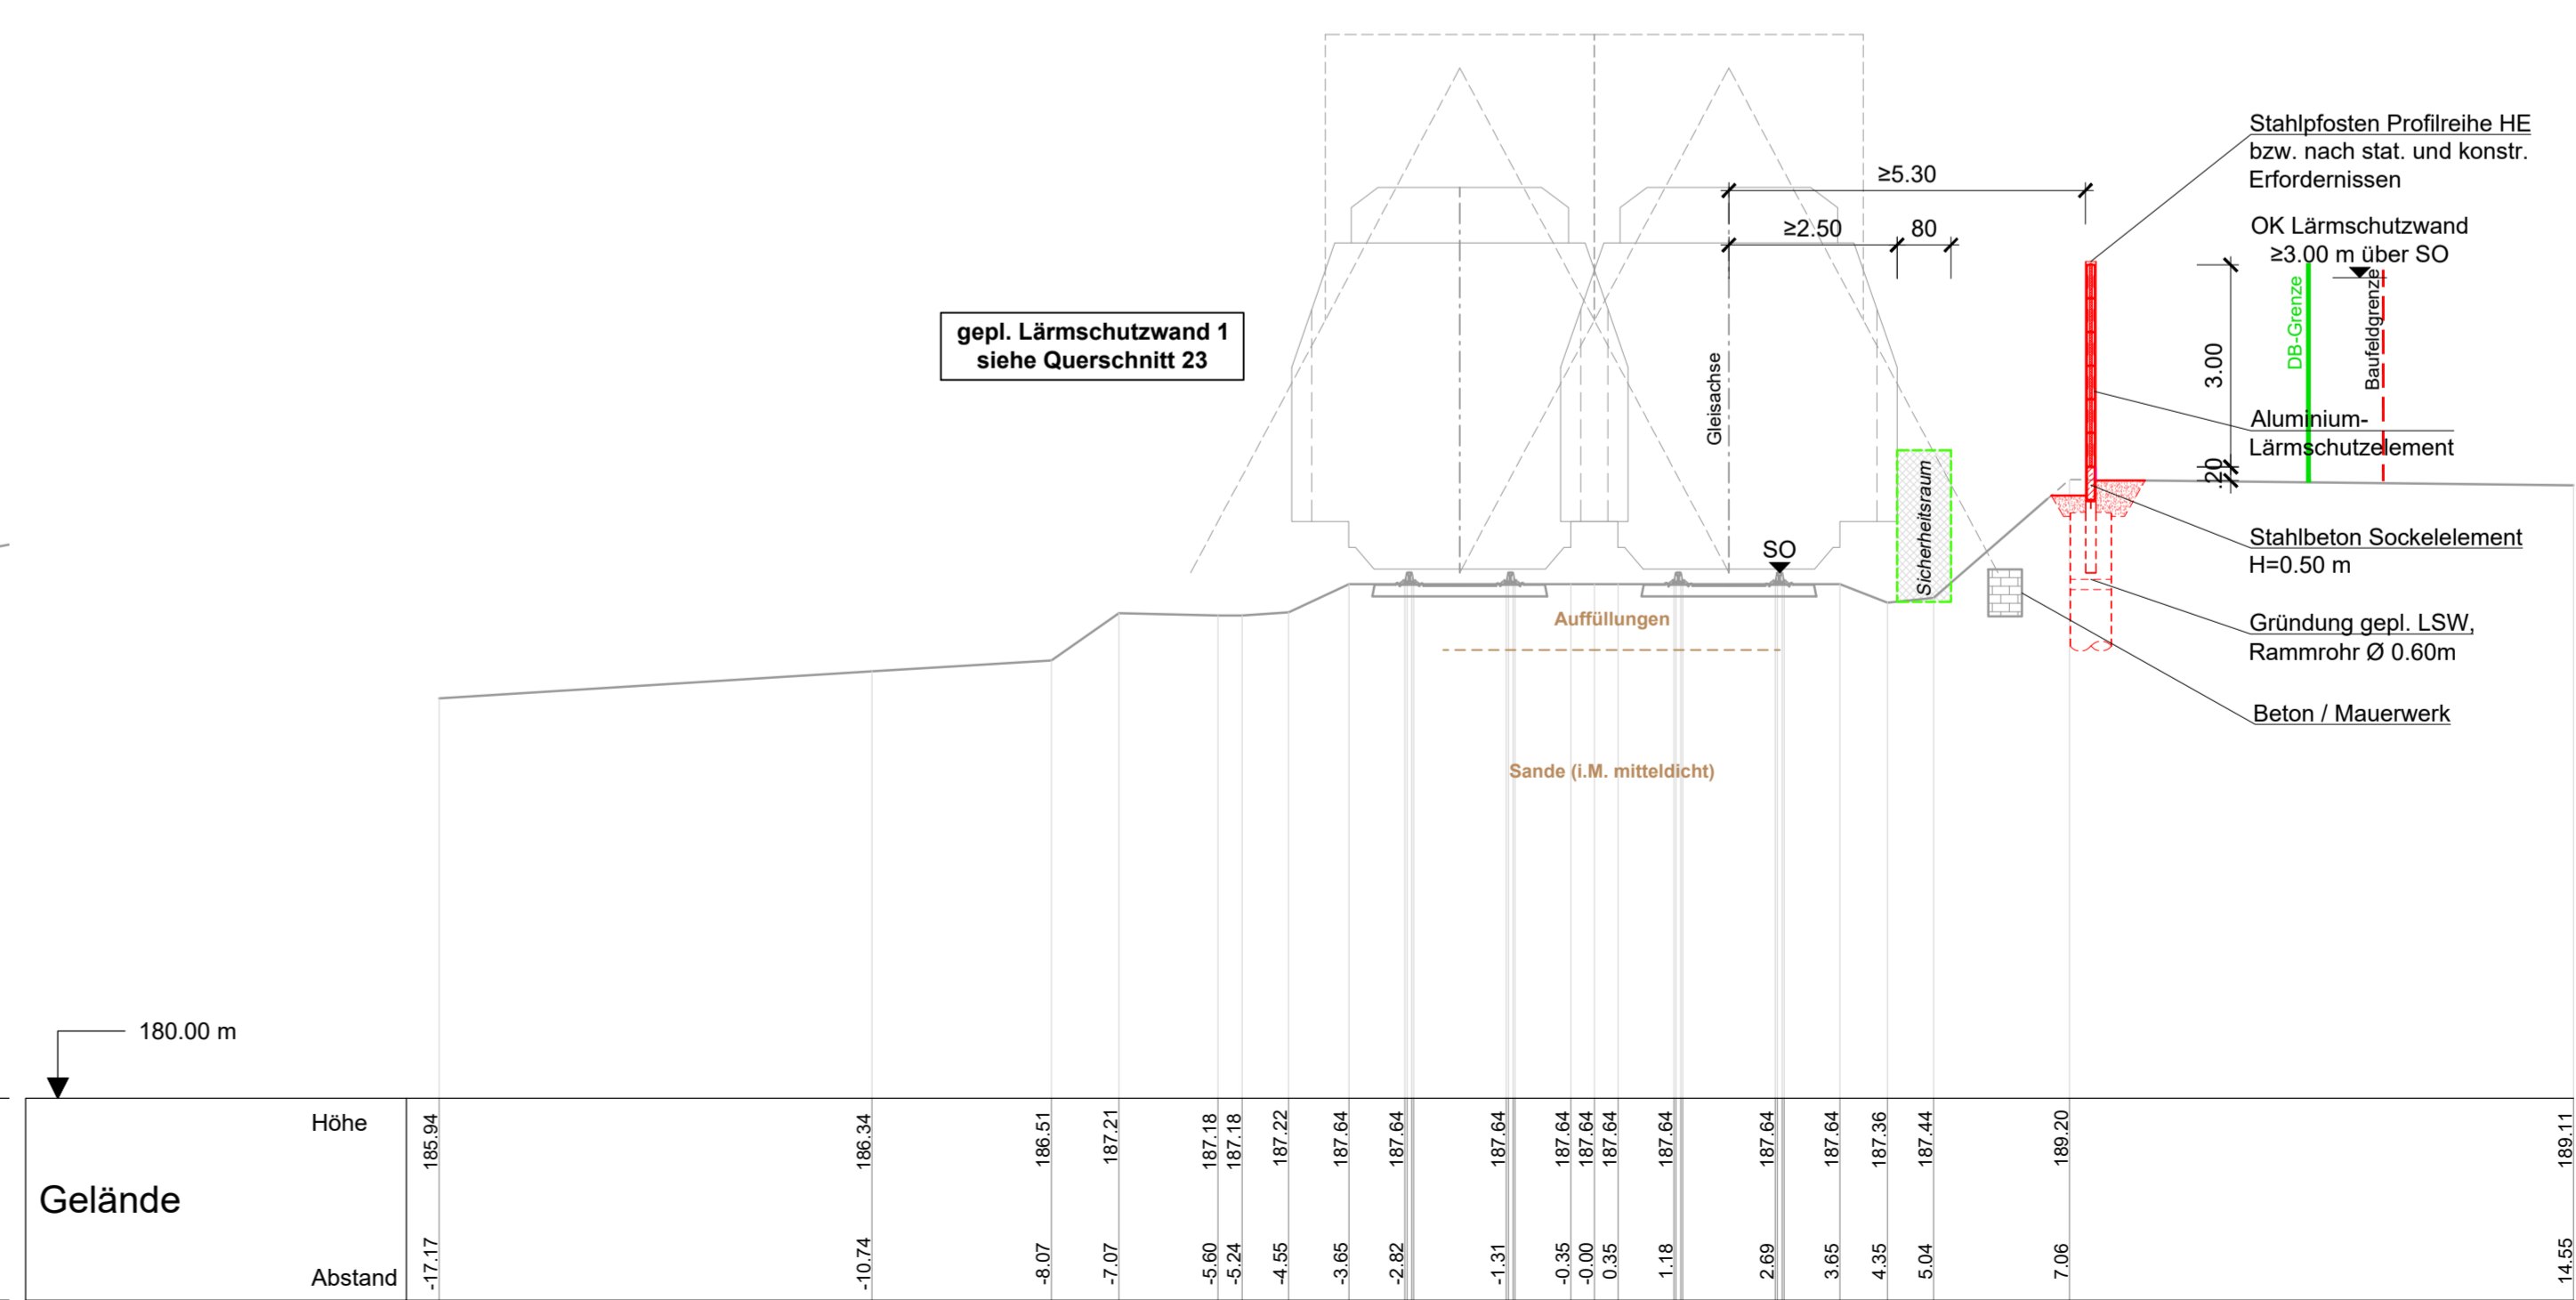 Stahlpfosten Profilreihe HE
bzw. nach stat. und konstr.
Erfordernissen
≥5.30
OK Lärmschutzwand
≥3.00 m über SO
≥2.50
80
gepl. Lärmschutzwand 1
siehe Querschnitt 23
Gleisachse
3.00
DB-Grenze
Baufeldgrenze
Aluminium-
Lärmschutzelement
.20
Sicherheitsraum
SO
Stahlbeton Sockelelement
H=0.50 m
Auffüllungen
Gründung gepl. LSW,
Rammrohr Ø 0.60m
Beton / Mauerwerk
Sande (i.M. mitteldicht)
180.00 m
Höhe
185.94
186.34
186.51
187.21
187.18
187.18
187.22
187.64
187.64
187.64
187.64
187.64
187.64
187.64
187.64
187.64
187.36
187.44
189.20
189.11
Gelände
Abstand
-17.17
-10.74
-8.07
-7.07
-5.60
-5.24
-4.55
-3.65
-2.82
-1.31
-0.35
-0.00
0.35
1.18
2.69
3.65
4.35
5.04
7.06
14.55